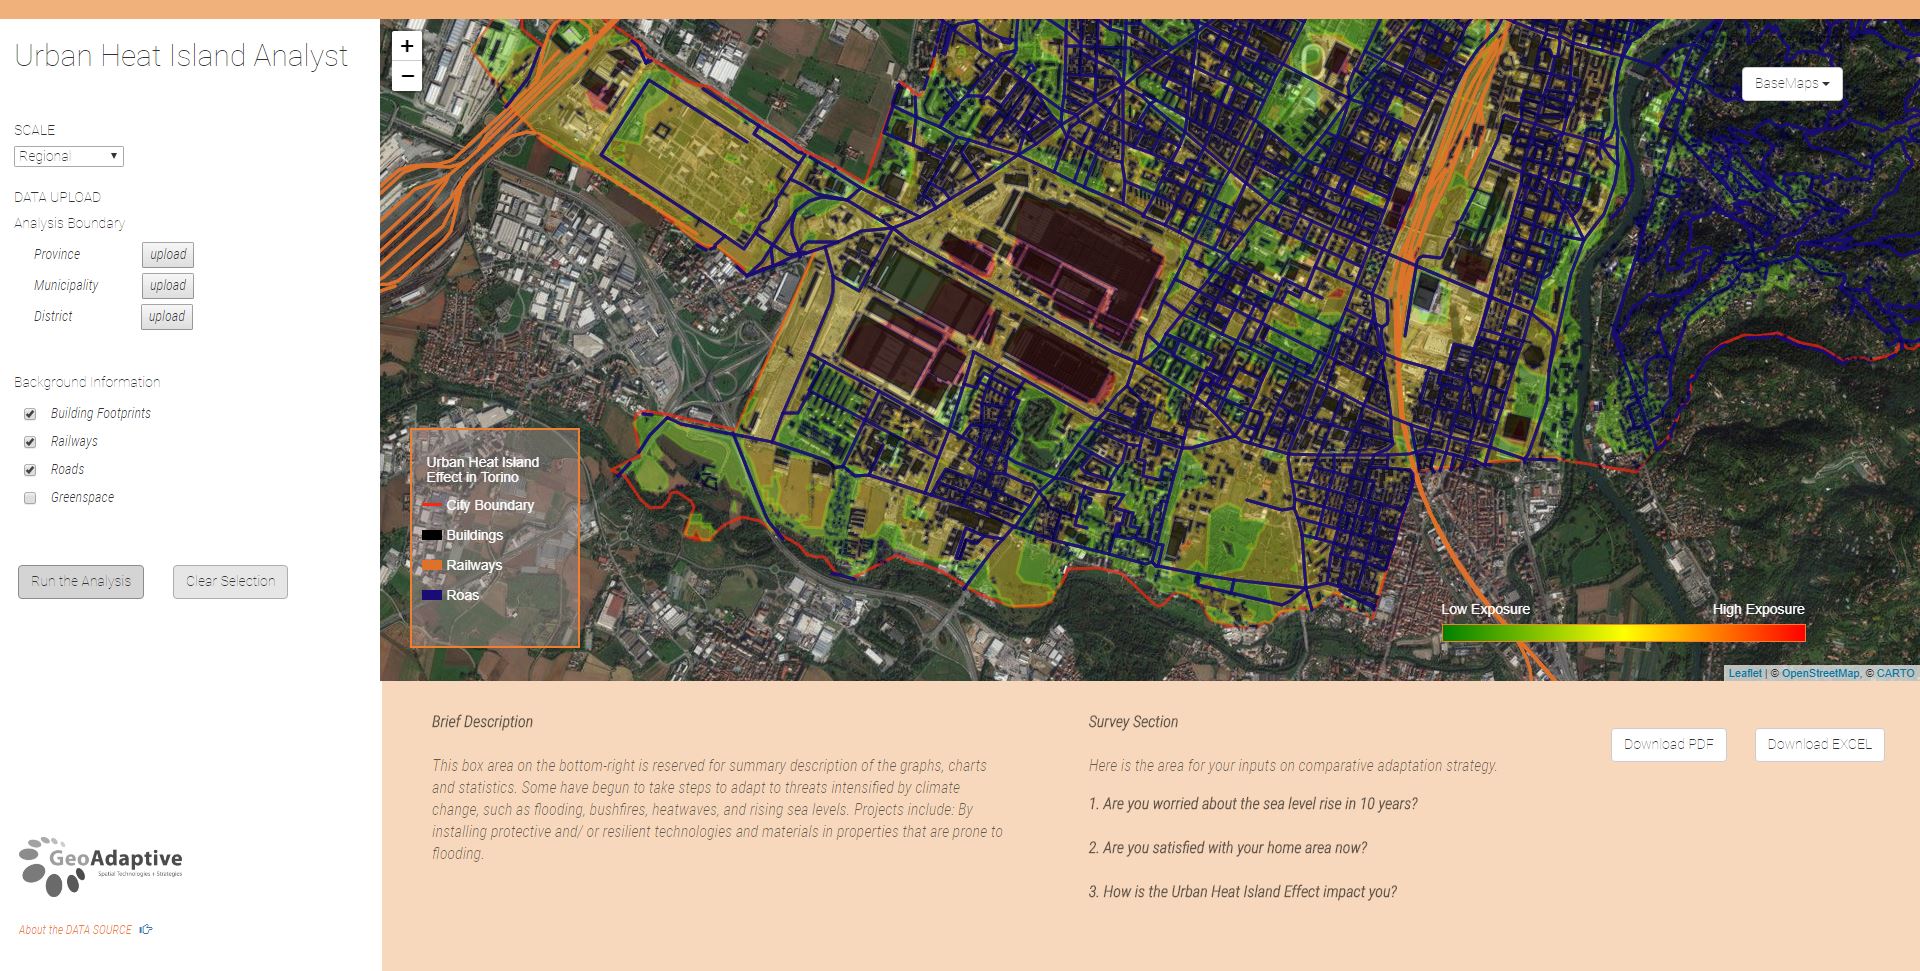 Urban Heat Island Analyst
SCALE
Regional
DATA UPLOAD
Analysis Boundary
Province upload
Municipality upload
District upload
Background Information
Building Footprints
Railways
Roads
Greenspace
Run the Analysis Clear Selection
GeoAdaptive
Spatial Technologies + Strategies
About the DATA SOURCE
+
−
BaseMaps
Urban Heat Island
Effect in Torino
City Boundary
Buildings
Railways
Roas
Low Exposure High Exposure
Leaflet | © OpenStreetMap, © CARTO
Brief Description
This box area on the bottom-right is reserved for summary description of the graphs, charts
and statistics. Some have begun to take steps to adapt to threats intensified by climate
change, such as flooding, bushfires, heatwaves, and rising sea levels. Projects include: By
installing protective and/ or resilient technologies and materials in properties that are prone to
flooding.
Survey Section
Here is the area for your inputs on comparative adaptation strategy.
1. Are you worried about the sea level rise in 10 years?
2. Are you satisfied with your home area now?
3. How is the Urban Heat Island Effect impact you?
Download PDF Download EXCEL